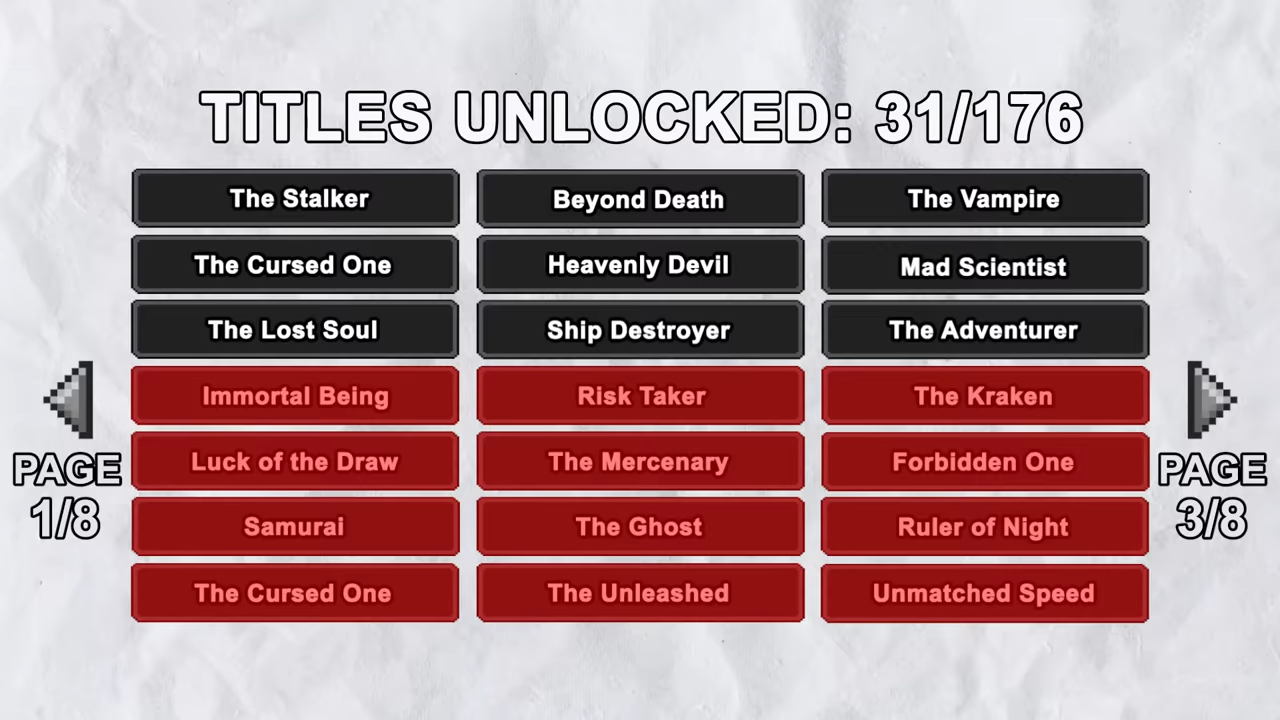 TITLES UNLOCKED: 31/176
The Stalker
Beyond Death
The Vampire
The Cursed One
Heavenly Devil
Mad Scientist
The Lost Soul
Ship Destroyer
The Adventurer
Immortal Being
Risk Taker
The Kraken
Luck of the Draw
The Mercenary
Forbidden One
Samurai
The Ghost
Ruler of Night
The Cursed One
The Unleashed
Unmatched Speed
PAGE
1/8
PAGE
3/8